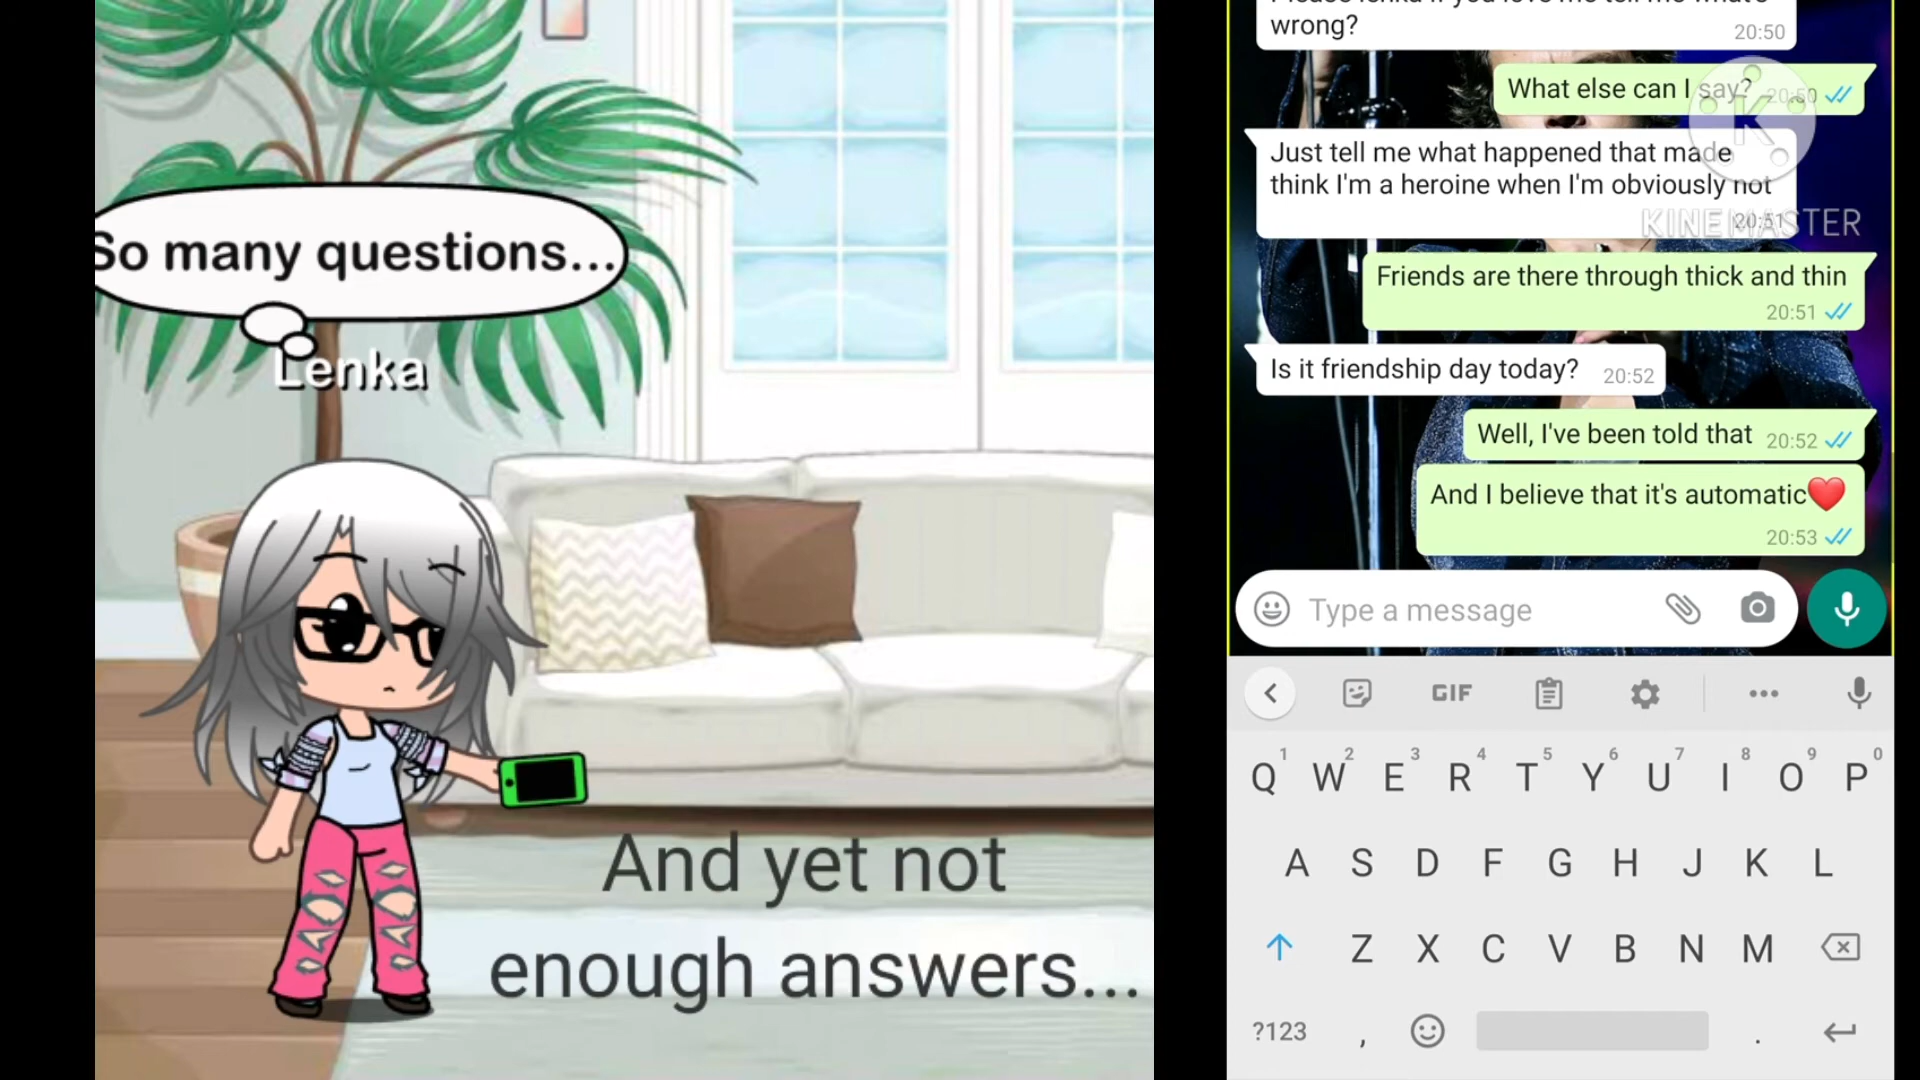 So many questions...
Lenka
And yet not
enough answers...
wrong?
20:50
What else can I say? 20:50
Just tell me what happened that made
think I'm a heroine when I'm obviously not
20:51
KINEMASTER
Friends are there through thick and thin
20:51
Is it friendship day today? 20:52
Well, I've been told that 20:52
And I believe that it's automatic❤️
20:53
Type a message
GIF
1 2 3 4 5 6 7 8 9 0
Q W E R T Y U I O P
A S D F G H J K L
Z X C V B N M
?123 , .